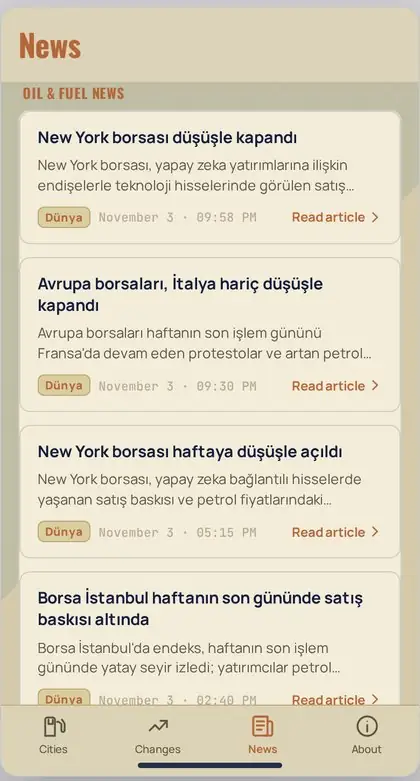 News
OIL & FUEL NEWS
New York borsası düşüşle kapandı
New York borsası, yapay zeka yatırımlarına ilişkin
endişelerle teknoloji hisselerinde görülen satış…
Dünya November 3 · 09:58 PM Read article
Avrupa borsaları, İtalya hariç düşüşle
kapandı
Avrupa borsaları haftanın son işlem gününü
Fransa'da devam eden protestolar ve artan petrol…
Dünya November 3 · 09:30 PM Read article
New York borsası haftaya düşüşle açıldı
New York borsası, yapay zeka bağlantılı hisselerde
yaşanan satış baskısı ve petrol fiyatlarındaki…
Dünya November 3 · 05:15 PM Read article
Borsa İstanbul haftanın son gününde satış
baskısı altında
Borsa İstanbul'da endeks, haftanın son işlem
gününde yatay seyir izledi; yatırımcılar petrol…
Dünya November 3 · 02:40 PM Read article
Cities Changes News About